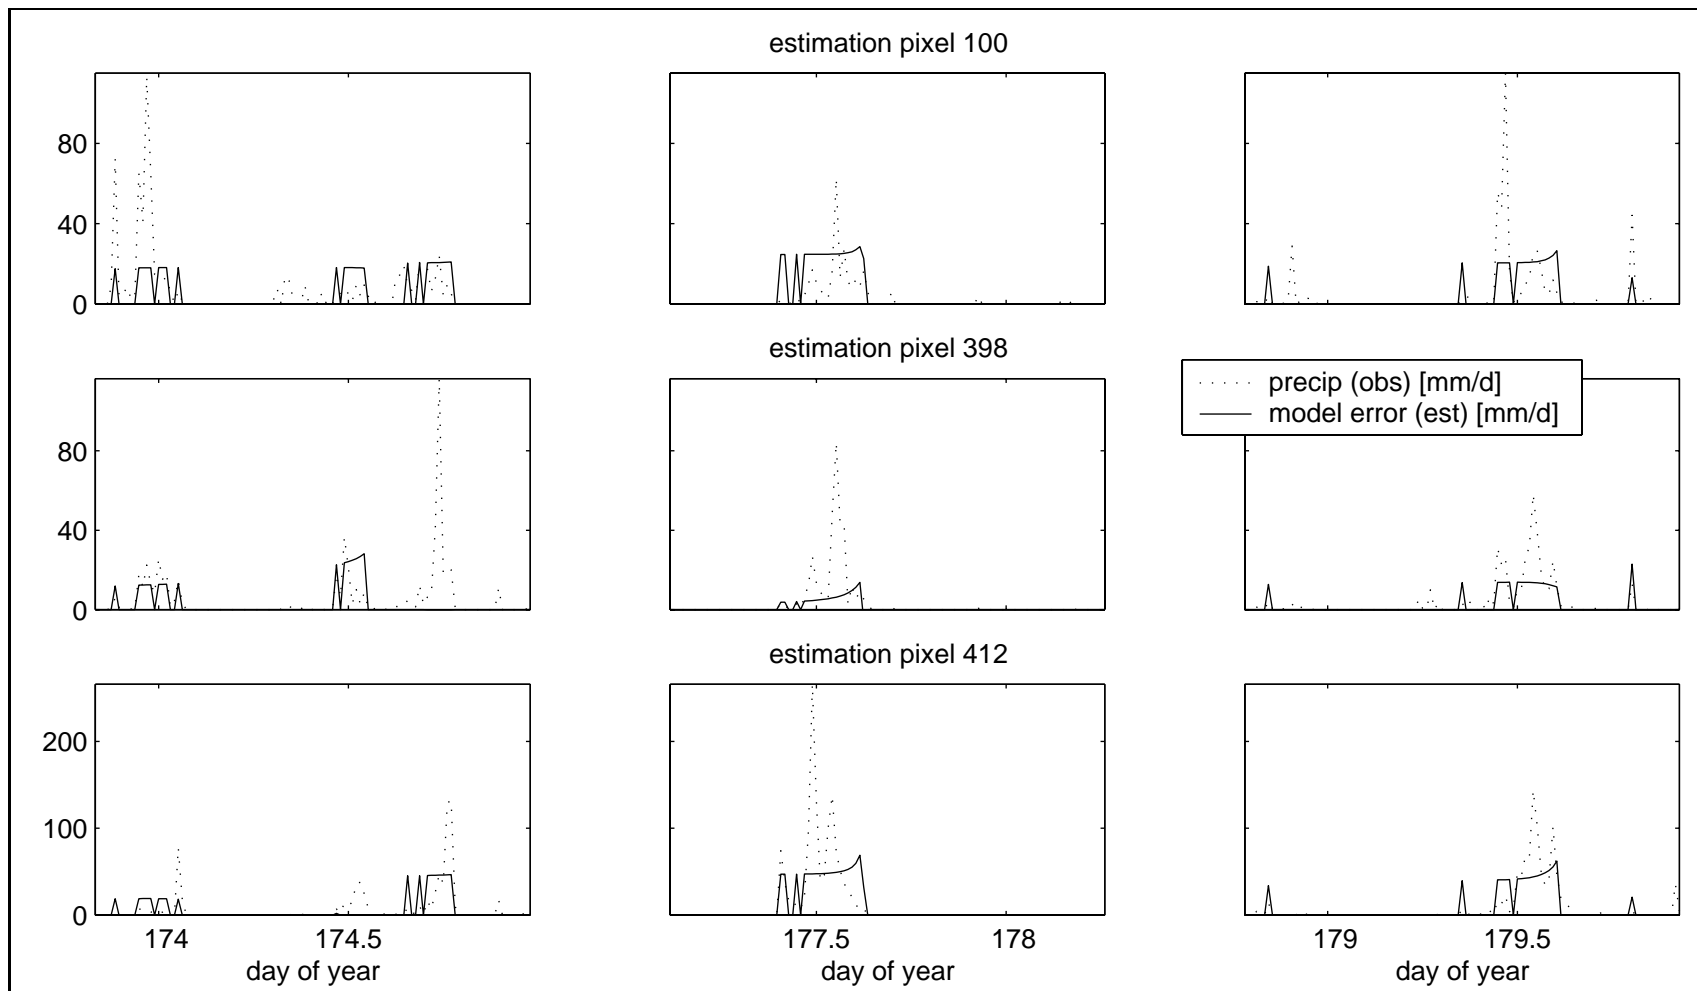 estimation pixel 100
80
40
0
estimation pixel 398
precip (obs) [mm/d]
model error (est) [mm/d]
80
40
0
estimation pixel 412
200
100
0
174 174.5 177.5 178 179 179.5
day of year day of year day of year